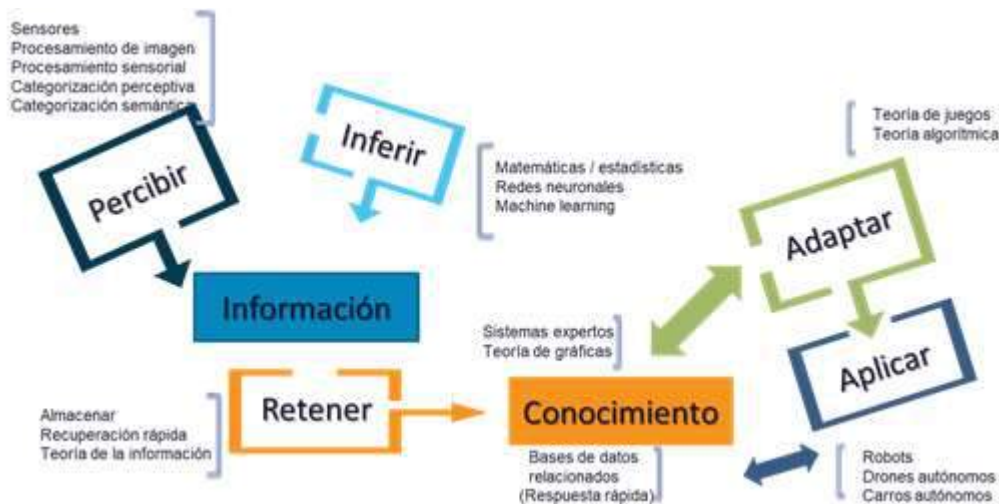 Sensores
Procesamiento de imagen
Procesamiento sensorial
Categorización perceptiva
Categorización semántica
Percibir
Inferir
Matemáticas / estadísticas
Redes neuronales
Machine learning
Teoría de juegos
Teoría algorítmica
Adaptar
Información
Sistemas expertos
Teoría de gráficas
Aplicar
Retener
Conocimiento
Almacenar
Recuperación rápida
Teoría de la información
Bases de datos
relacionados
(Respuesta rápida)
Robots
Drones autónomos
Carros autónomos